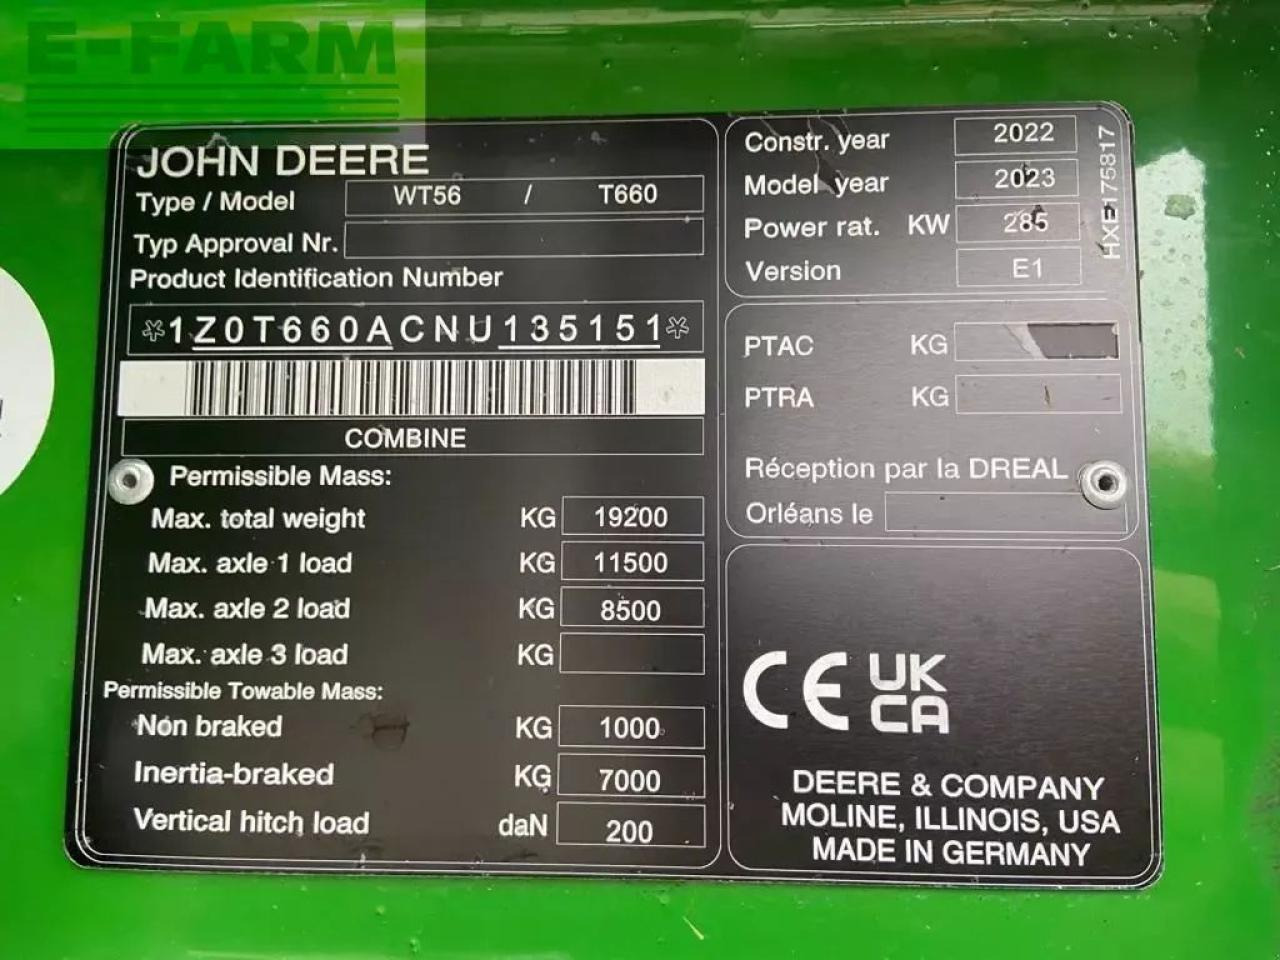 E-FARM
JOHN DEERE
Type / Model WT56 / T660
Typ Approval Nr.
Product Identification Number
*1Z0T660ACNU135151*
COMBINE
Permissible Mass:
Max. total weight KG 19200
Max. axle 1 load KG 11500
Max. axle 2 load KG 8500
Max. axle 3 load KG
Permissible Towable Mass:
Non braked KG 1000
Inertia-braked KG 7000
Vertical hitch load daN 200
Constr. year 2022
Model year 2023
Power rat. KW 285
Version E1
HXE175817
PTAC KG
PTRA KG
Réception par la DREAL
Orléans le
CE UK
CA
DEERE & COMPANY
MOLINE, ILLINOIS, USA
MADE IN GERMANY